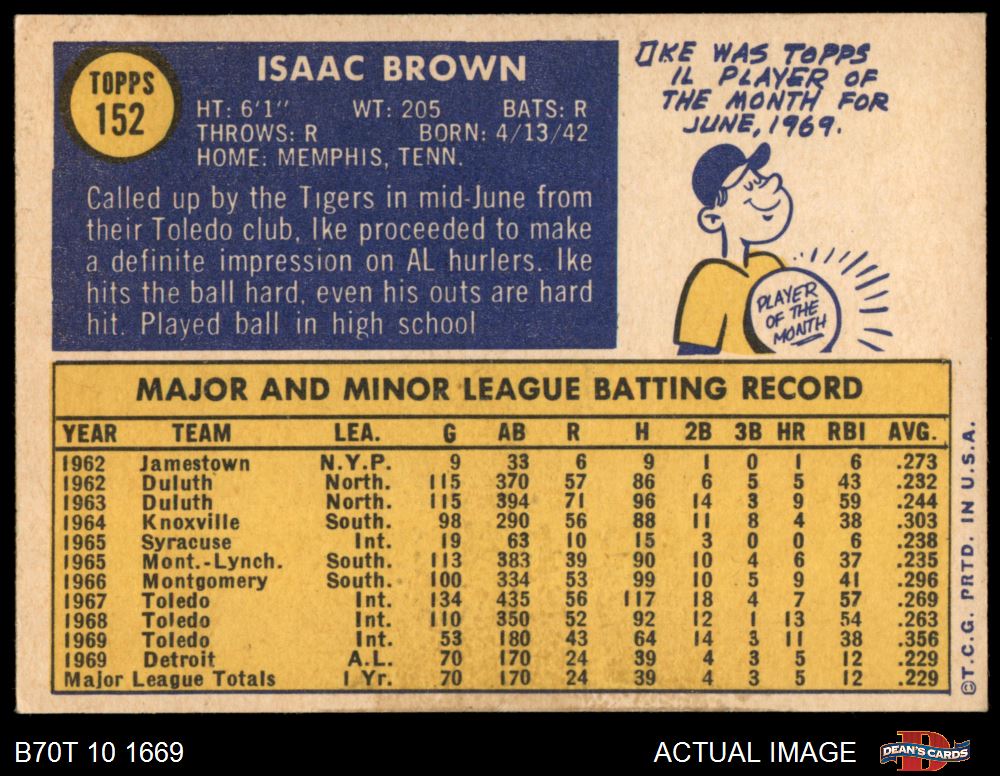 TOPPS
152
ISAAC BROWN
HT: 6'1" WT: 205 BATS: R
THROWS: R BORN: 4/13/42
HOME: MEMPHIS, TENN.
Called up by the Tigers in mid-June from
their Toledo club, Ike proceeded to make
a definite impression on AL hurlers. Ike
hits the ball hard, even his outs are hard
hit. Played ball in high school
IKE WAS TOPPS
IL PLAYER OF
THE MONTH FOR
JUNE, 1969.
PLAYER
OF THE
MONTH
MAJOR AND MINOR LEAGUE BATTING RECORD
YEAR TEAM LEA. G AB R H 2B 3B HR RBI AVG.
1962 Jamestown N.Y.P. 9 33 6 9 1 0 1 6 .273
1962 Duluth North. 115 370 57 86 6 5 5 43 .232
1963 Duluth North. 115 394 71 96 14 3 9 59 .244
1964 Knoxville South. 98 290 56 88 11 8 4 38 .303
1965 Syracuse Int. 19 63 10 15 3 0 0 6 .238
1965 Mont.-Lynch. South. 113 383 39 90 10 4 6 37 .235
1966 Montgomery South. 100 334 53 99 10 5 9 41 .296
1967 Toledo Int. 134 435 56 117 18 4 7 57 .269
1968 Toledo Int. 110 350 52 92 12 1 13 54 .263
1969 Toledo Int. 53 180 43 64 14 3 11 38 .356
1969 Detroit A.L. 70 170 24 39 4 3 5 12 .229
Major League Totals 1 Yr. 70 170 24 39 4 3 5 12 .229
©T.C.G. PRTD. IN U.S.A.
B70T 10 1669
ACTUAL IMAGE
DEAN'S CARDS